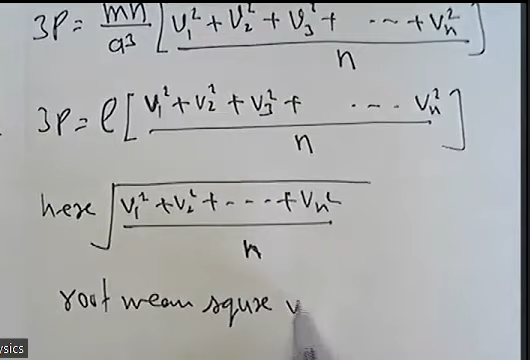 3P = mn/a³ [ V₁² + V₂² + V₃² + ... + Vn² / n ]
3P = ρ [ V₁² + V₂² + V₃² + ... Vn² / n ]
here √( V₁² + V₂² + - - - + Vn² / n )
root mean squre v
ysics